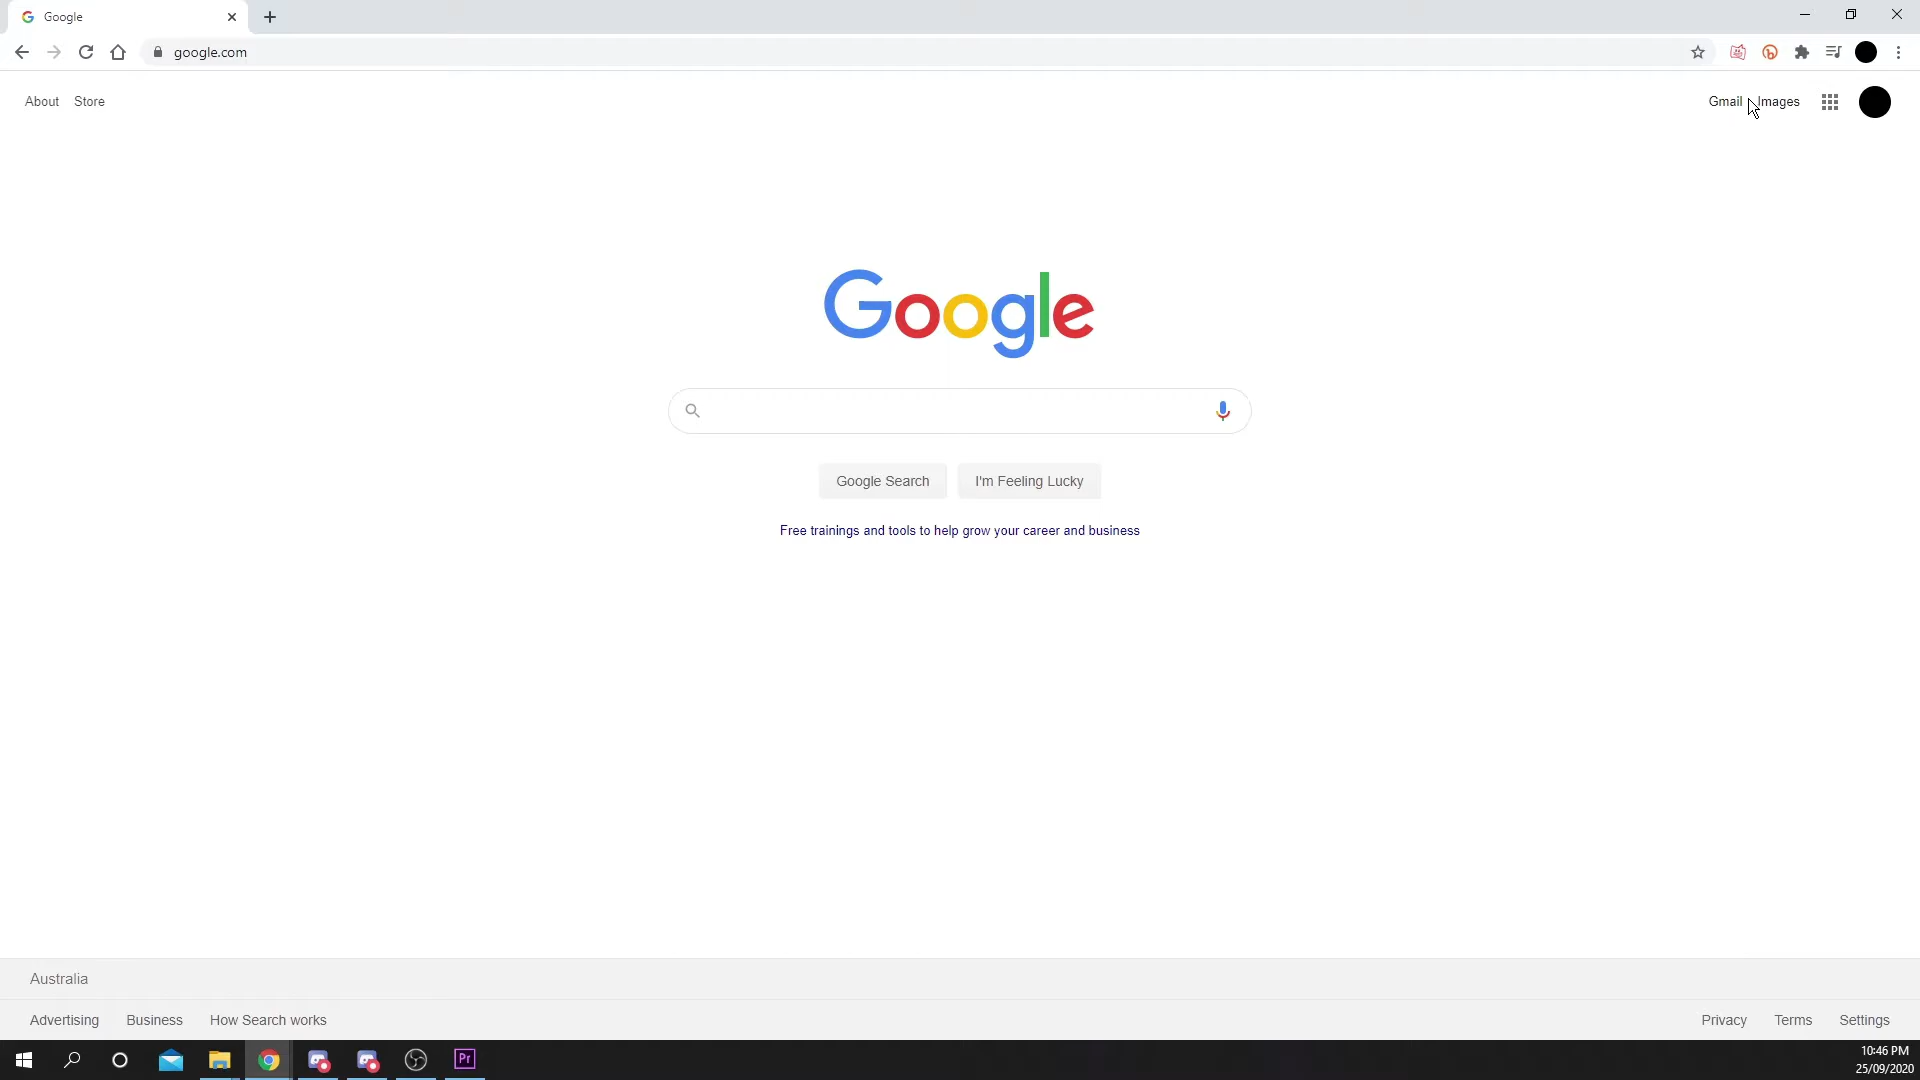 Google
google.com
About Store
Gmail Images
Google
Google Search I'm Feeling Lucky
Free trainings and tools to help grow your career and business
Australia
Advertising Business How Search works
Privacy Terms Settings
Pr
10:46 PM
25/09/2020